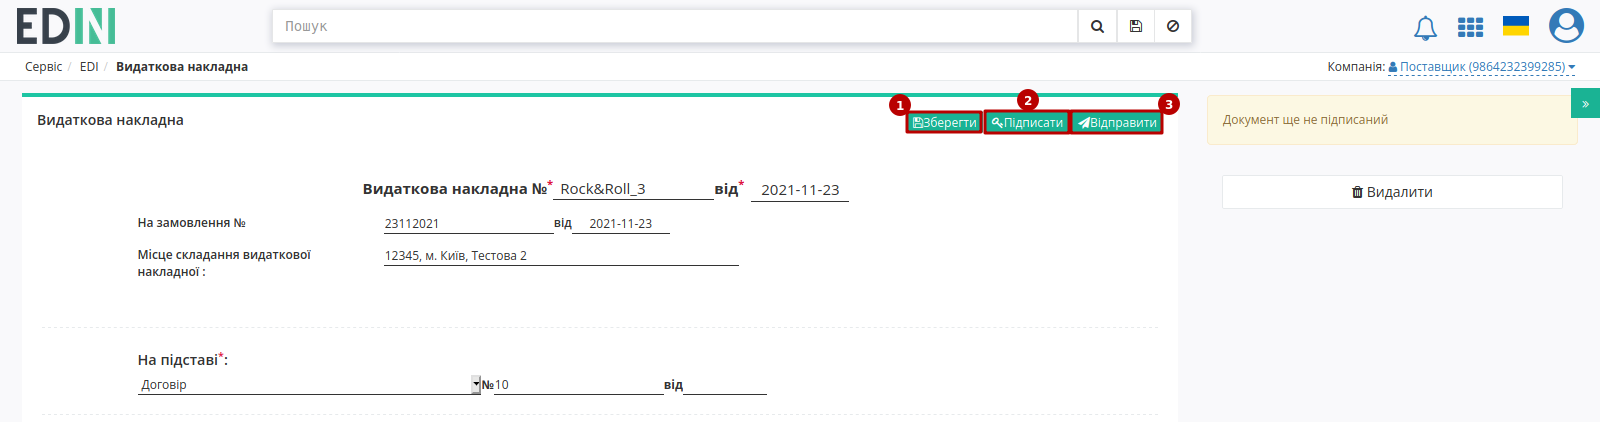 EDIN
Пошук
Сервіс / EDI / Видаткова накладна
Компанія: Поставщик (9864232399285)
1 2 3
Видаткова накладна
Зберегти Підписати Відправити
»
Документ ще не підписаний
Видалити
Видаткова накладна №* Rock&Roll_3 від* 2021-11-23
На замовлення № 23112021 від 2021-11-23
Місце складання видаткової
накладної :
12345, м. Київ, Тестова 2
На підставі*:
Договір №10 від